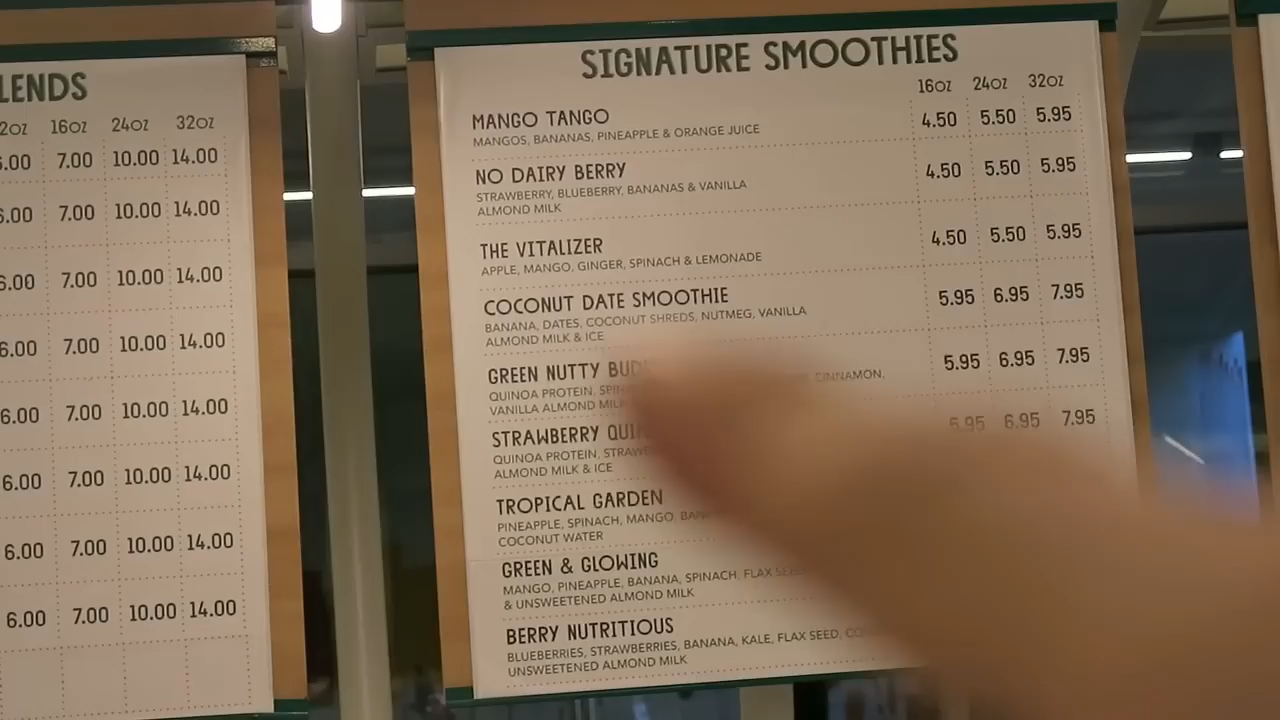 LENDS
2OZ 16OZ 24OZ 32OZ
6.00 7.00 10.00 14.00
6.00 7.00 10.00 14.00
6.00 7.00 10.00 14.00
6.00 7.00 10.00 14.00
6.00 7.00 10.00 14.00
6.00 7.00 10.00 14.00
6.00 7.00 10.00 14.00
6.00 7.00 10.00 14.00
SIGNATURE SMOOTHIES
16OZ 24OZ 32OZ
MANGO TANGO 4.50 5.50 5.95
MANGOS, BANANAS, PINEAPPLE & ORANGE JUICE
NO DAIRY BERRY 4.50 5.50 5.95
STRAWBERRY, BLUEBERRY, BANANAS & VANILLA
ALMOND MILK
THE VITALIZER 4.50 5.50 5.95
APPLE, MANGO, GINGER, SPINACH & LEMONADE
COCONUT DATE SMOOTHIE 5.95 6.95 7.95
BANANA, DATES, COCONUT SHREDS, NUTMEG, VANILLA
ALMOND MILK & ICE
GREEN NUTTY 5.95 6.95 7.95
QUINOA PROTEIN, CINNAMON,
VANILLA ALMOND MILK
STRAWBERRY 5.95 6.95 7.95
QUINOA PROTEIN,
ALMOND MILK & ICE
TROPICAL GARDEN
PINEAPPLE, SPINACH, MANGO,
COCONUT WATER
GREEN & GLOWING
MANGO, PINEAPPLE, BANANA, SPINACH, FLAX SEED
& UNSWEETENED ALMOND MILK
BERRY NUTRITIOUS
BLUEBERRIES, STRAWBERRIES, BANANA, KALE, FLAX SEED,
UNSWEETENED ALMOND MILK